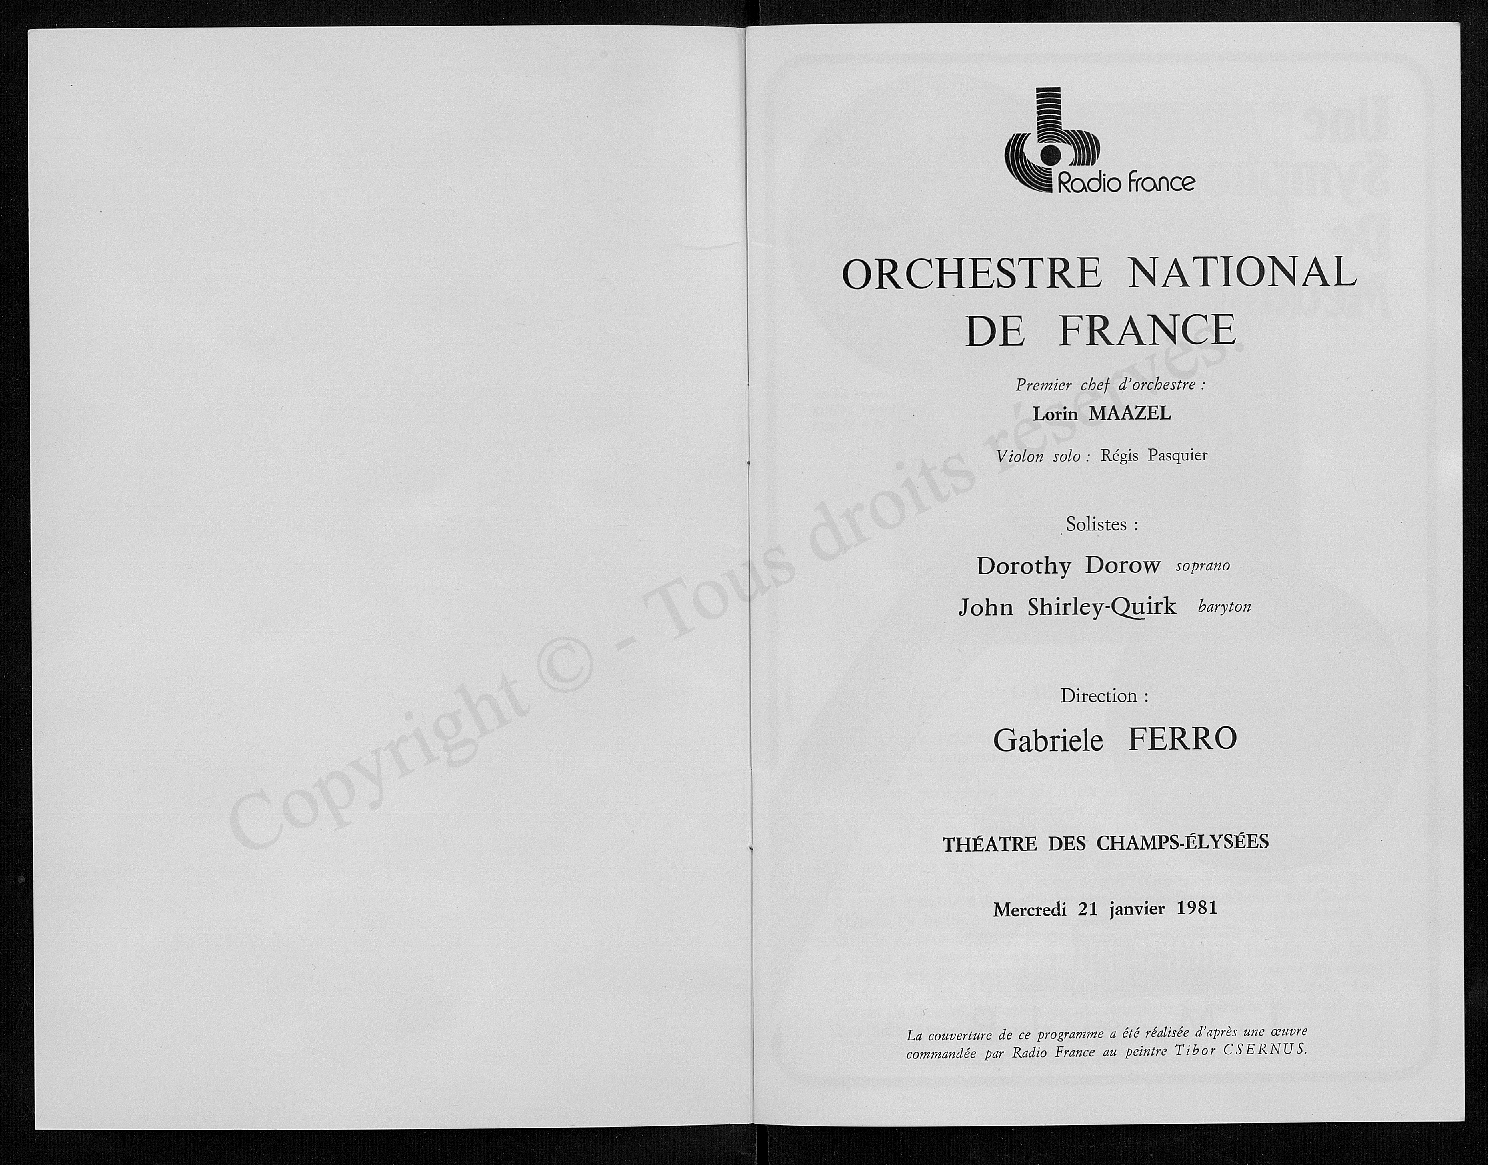 Radio France
ORCHESTRE NATIONAL
DE FRANCE
Premier chef d'orchestre :
Lorin MAAZEL
Violon solo : Régis Pasquier
Solistes :
Dorothy Dorow soprano
John Shirley-Quirk baryton
Direction :
Gabriele FERRO
THÉATRE DES CHAMPS-ÉLYSÉES
Mercredi 21 janvier 1981
La couverture de ce programme a été réalisée d'après une œuvre
commandée par Radio France au peintre Tibor CSERNUS.
Copyright © - Tous droits réservés.